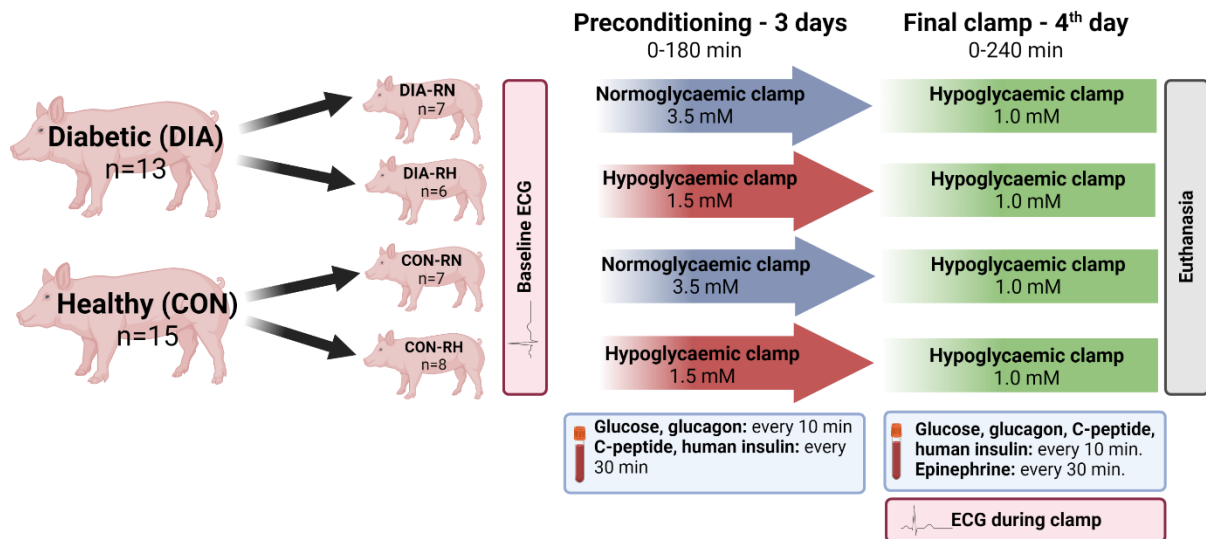 Preconditioning - 3 days
0-180 min
Final clamp - 4th day
0-240 min
Diabetic (DIA)
n=13
Healthy (CON)
n=15
DIA-RN
n=7
DIA-RH
n=6
CON-RN
n=7
CON-RH
n=8
Baseline ECG
Normoglycaemic clamp
3.5 mM
Hypoglycaemic clamp
1.0 mM
Hypoglycaemic clamp
1.5 mM
Hypoglycaemic clamp
1.0 mM
Normoglycaemic clamp
3.5 mM
Hypoglycaemic clamp
1.0 mM
Hypoglycaemic clamp
1.5 mM
Hypoglycaemic clamp
1.0 mM
Euthanasia
Glucose, glucagon: every 10 min
C-peptide, human insulin: every
30 min
Glucose, glucagon, C-peptide,
human insulin: every 10 min.
Epinephrine: every 30 min.
ECG during clamp